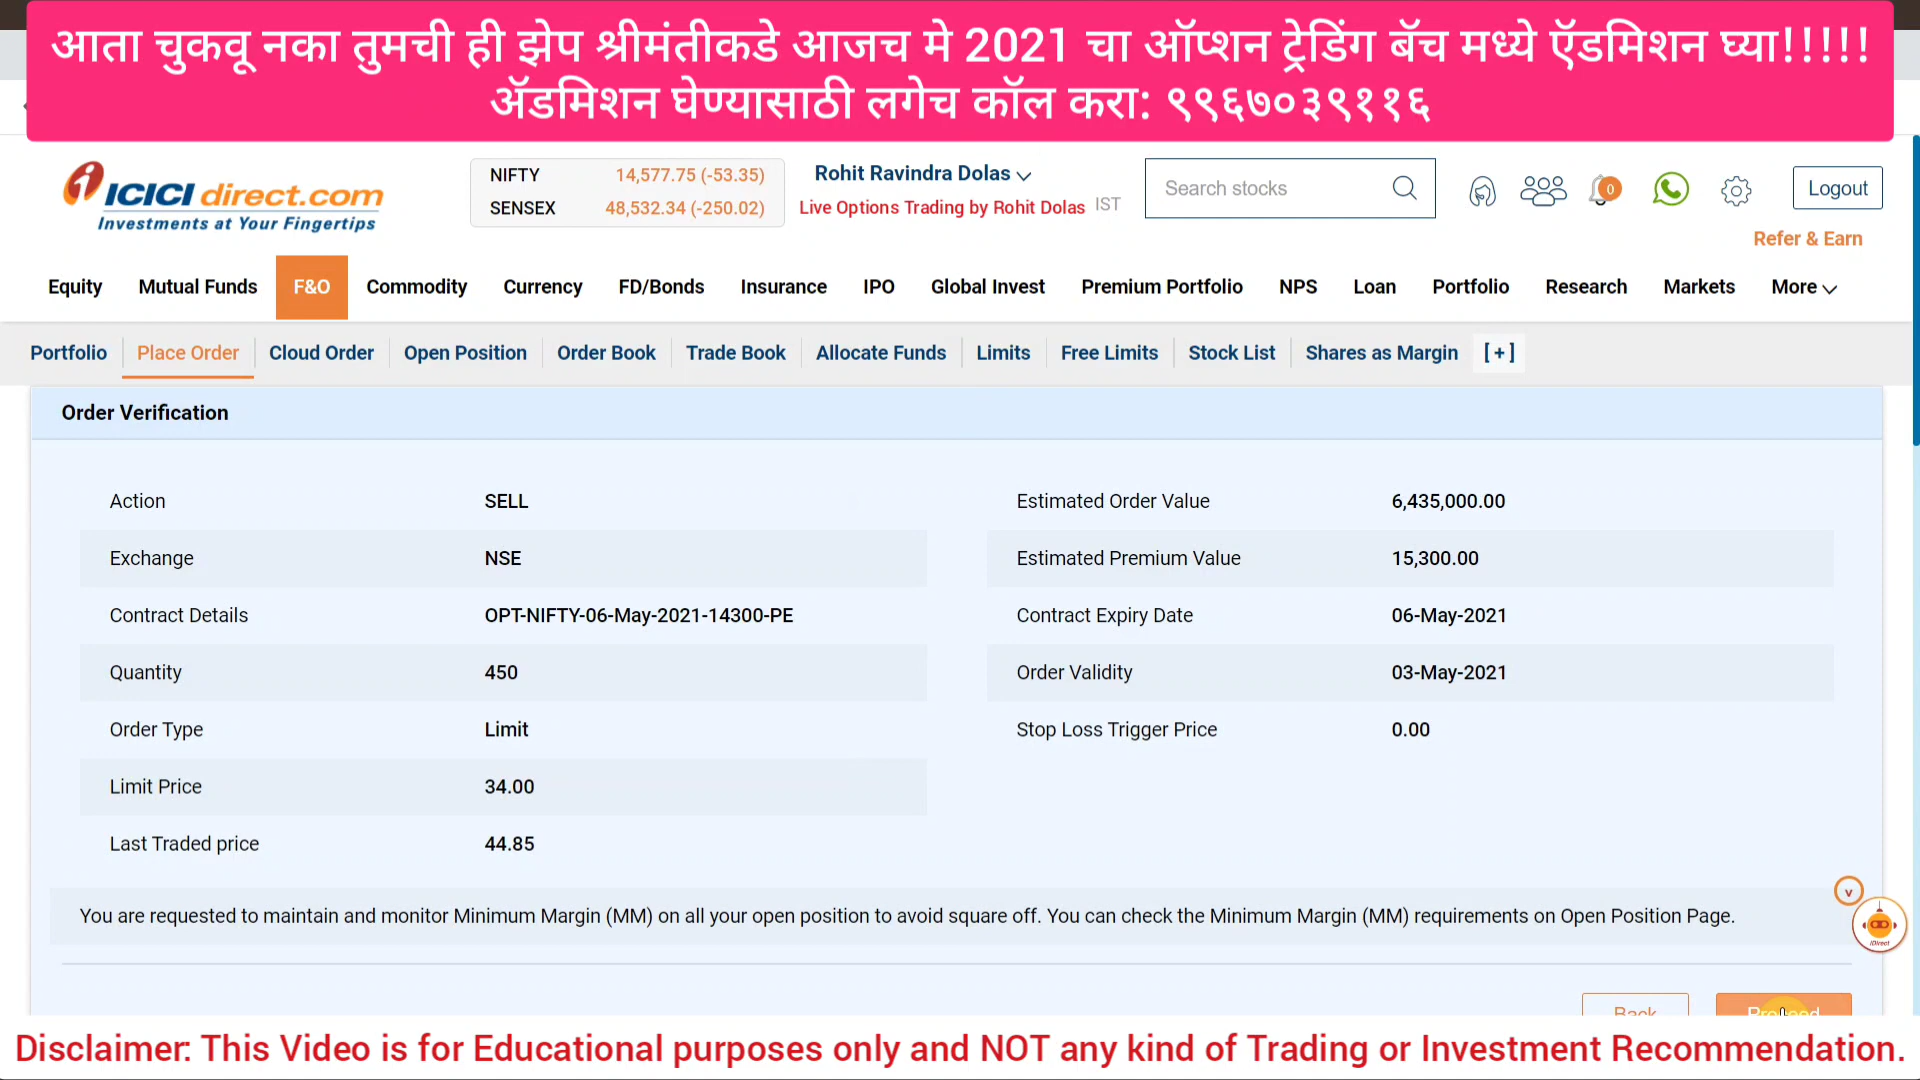 आता चुकवू नका तुमची ही झेप श्रीमंतीकडे आजच मे 2021 चा ऑप्शन ट्रेडिंग बॅच मध्ये ऍडमिशन घ्या!!!!!
ॲडमिशन घेण्यासाठी लगेच कॉल करा: ९९६७०३९११६
ICICI direct.com
Investments at Your Fingertips
NIFTY 14,577.75 (-53.35)
SENSEX 48,532.34 (-250.02)
Rohit Ravindra Dolas
Live Options Trading by Rohit Dolas IST
Search stocks
0
Logout
Refer & Earn
Equity Mutual Funds F&O Commodity Currency FD/Bonds Insurance IPO Global Invest Premium Portfolio NPS Loan Portfolio Research Markets More
Portfolio Place Order Cloud Order Open Position Order Book Trade Book Allocate Funds Limits Free Limits Stock List Shares as Margin [+]
Order Verification
Action SELL Estimated Order Value 6,435,000.00
Exchange NSE Estimated Premium Value 15,300.00
Contract Details OPT-NIFTY-06-May-2021-14300-PE Contract Expiry Date 06-May-2021
Quantity 450 Order Validity 03-May-2021
Order Type Limit Stop Loss Trigger Price 0.00
Limit Price 34.00
Last Traded price 44.85
You are requested to maintain and monitor Minimum Margin (MM) on all your open position to avoid square off. You can check the Minimum Margin (MM) requirements on Open Position Page.
iDirect
Back Proceed
Disclaimer: This Video is for Educational purposes only and NOT any kind of Trading or Investment Recommendation.